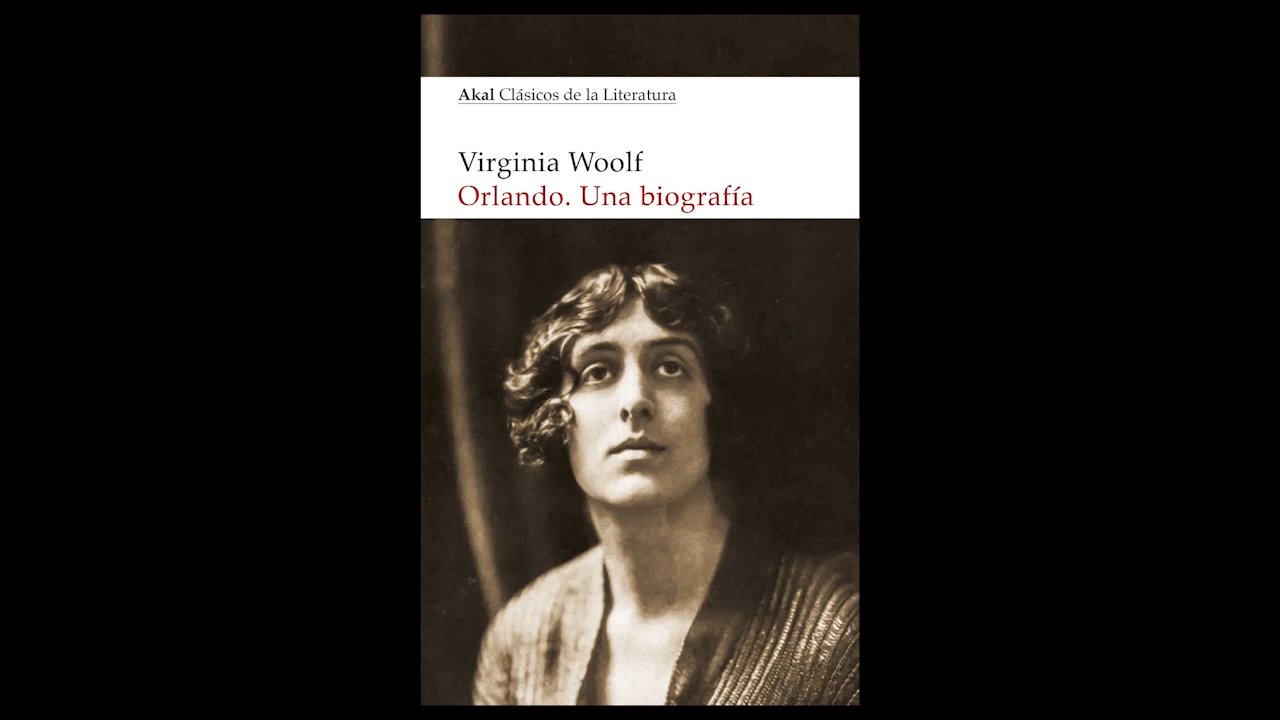 Akal Clásicos de la Literatura
Virginia Woolf
Orlando. Una biografía